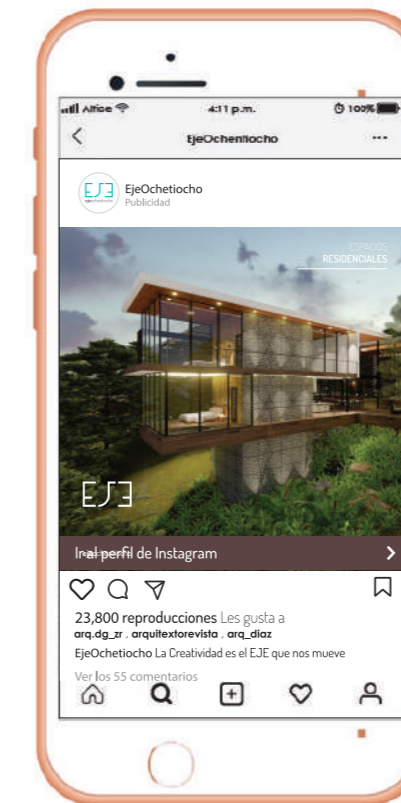 Altice 4:11 p.m. 100%
EjeOchentiocho
EJE
EjeOchetiocho
Publicidad
ESPACIOS
RESIDENCIALES
EJE
Ir al perfil de Instagram
23,800 reproducciones Les gusta a
arq.dg_zr , arquitextorevista , arq_diaz
EjeOchetiocho La Creatividad es el EJE que nos mueve
Ver los 55 comentarios